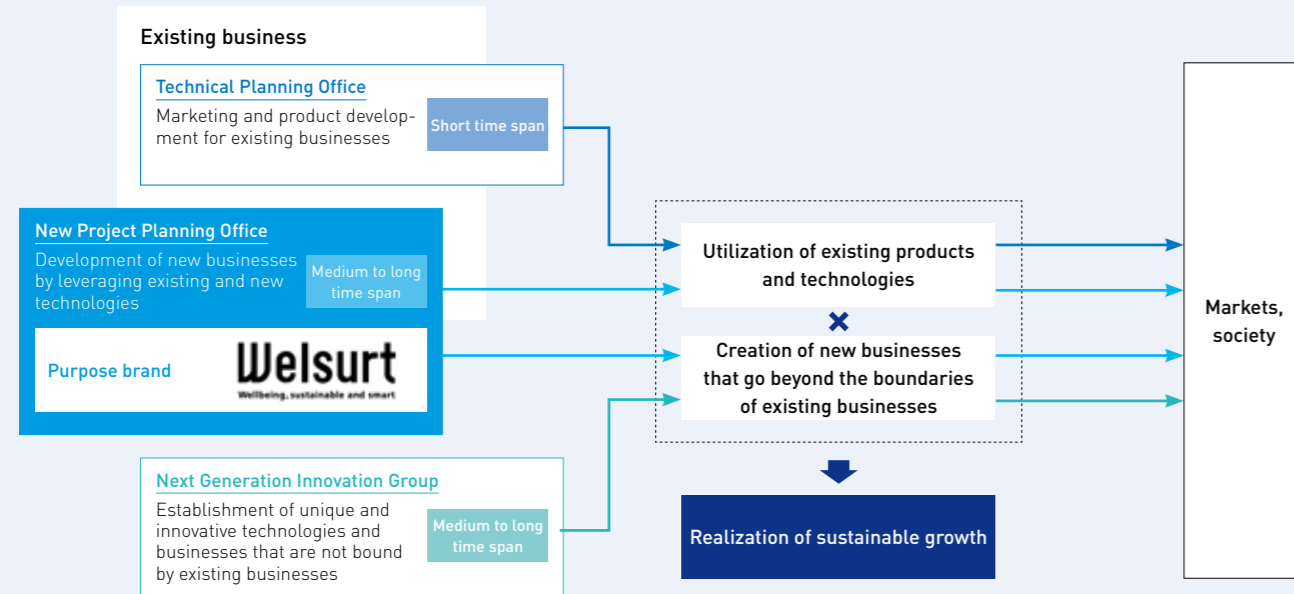 Existing business
Technical Planning Office
Marketing and product develop-
ment for existing businesses
Short time span
New Project Planning Office
Development of new businesses
by leveraging existing and new
technologies
Medium to long
time span
Purpose brand
Welsurt
Wellbeing, sustainable and smart
Next Generation Innovation Group
Establishment of unique and
innovative technologies and
businesses that are not bound
by existing businesses
Medium to long
time span
Utilization of existing products
and technologies
×
Creation of new businesses
that go beyond the boundaries
of existing businesses
Realization of sustainable growth
Markets,
society